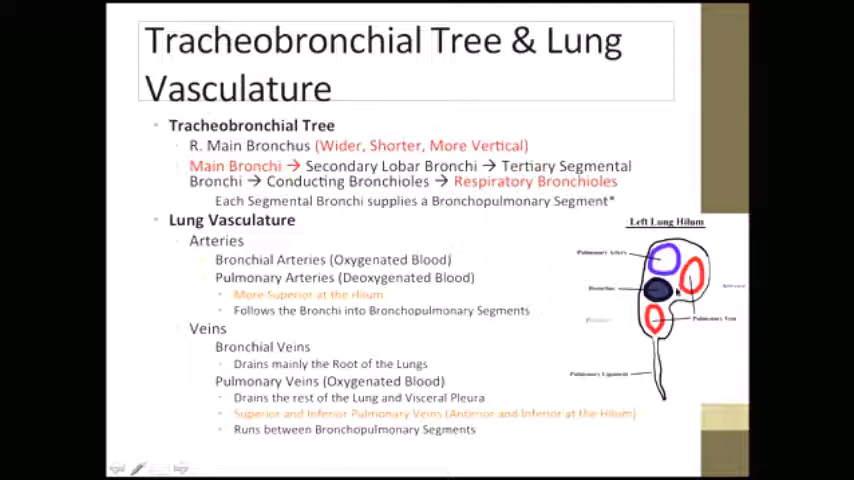 Tracheobronchial Tree & Lung
Vasculature
Tracheobronchial Tree
R. Main Bronchus (Wider, Shorter, More Vertical)
Main Bronchi → Secondary Lobar Bronchi → Tertiary Segmental
Bronchi → Conducting Bronchioles → Respiratory Bronchioles
Each Segmental Bronchi supplies a Bronchopulmonary Segment*
Lung Vasculature
Arteries
Bronchial Arteries (Oxygenated Blood)
Pulmonary Arteries (Deoxygenated Blood)
More Superior at the Hilum
Follows the Bronchi into Bronchopulmonary Segments
Veins
Bronchial Veins
Drains mainly the Root of the Lungs
Pulmonary Veins (Oxygenated Blood)
Drains the rest of the Lung and Visceral Pleura
Superior and Inferior Pulmonary Veins (Anterior and Inferior at the Hilum)
Runs between Bronchopulmonary Segments
Left Lung Hilum
Pulmonary Artery
Bronchus
Pulmonary Vein
Pulmonary Ligament